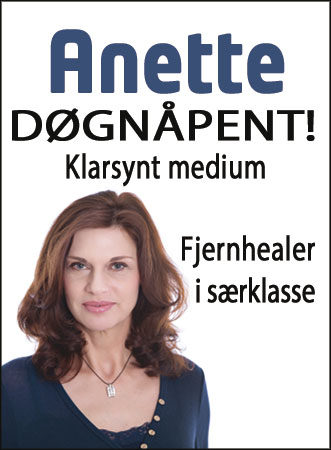 Anette
DØGNÅPENT!
Klarsynt medium
Fjernhealer
i særklasse